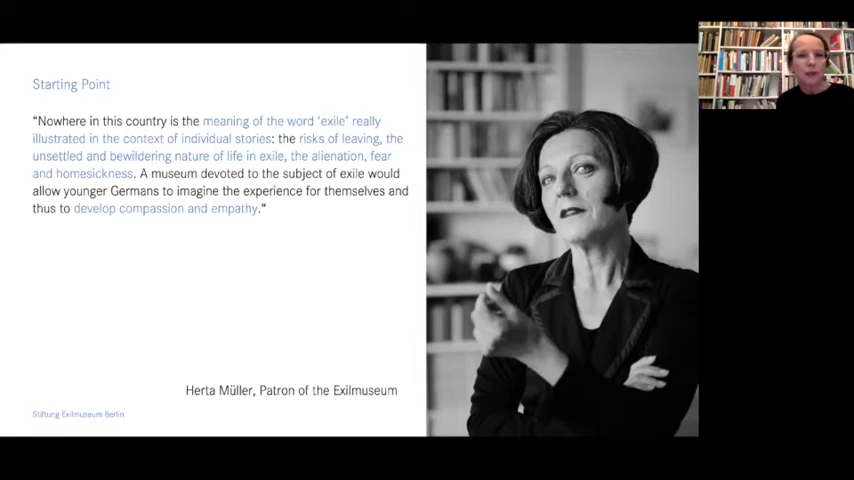 Starting Point
"Nowhere in this country is the meaning of the word 'exile' really
illustrated in the context of individual stories: the risks of leaving, the
unsettled and bewildering nature of life in exile, the alienation, fear
and homesickness. A museum devoted to the subject of exile would
allow younger Germans to imagine the experience for themselves and
thus to develop compassion and empathy."
Herta Müller, Patron of the Exilmuseum
Stiftung Exilmuseum Berlin